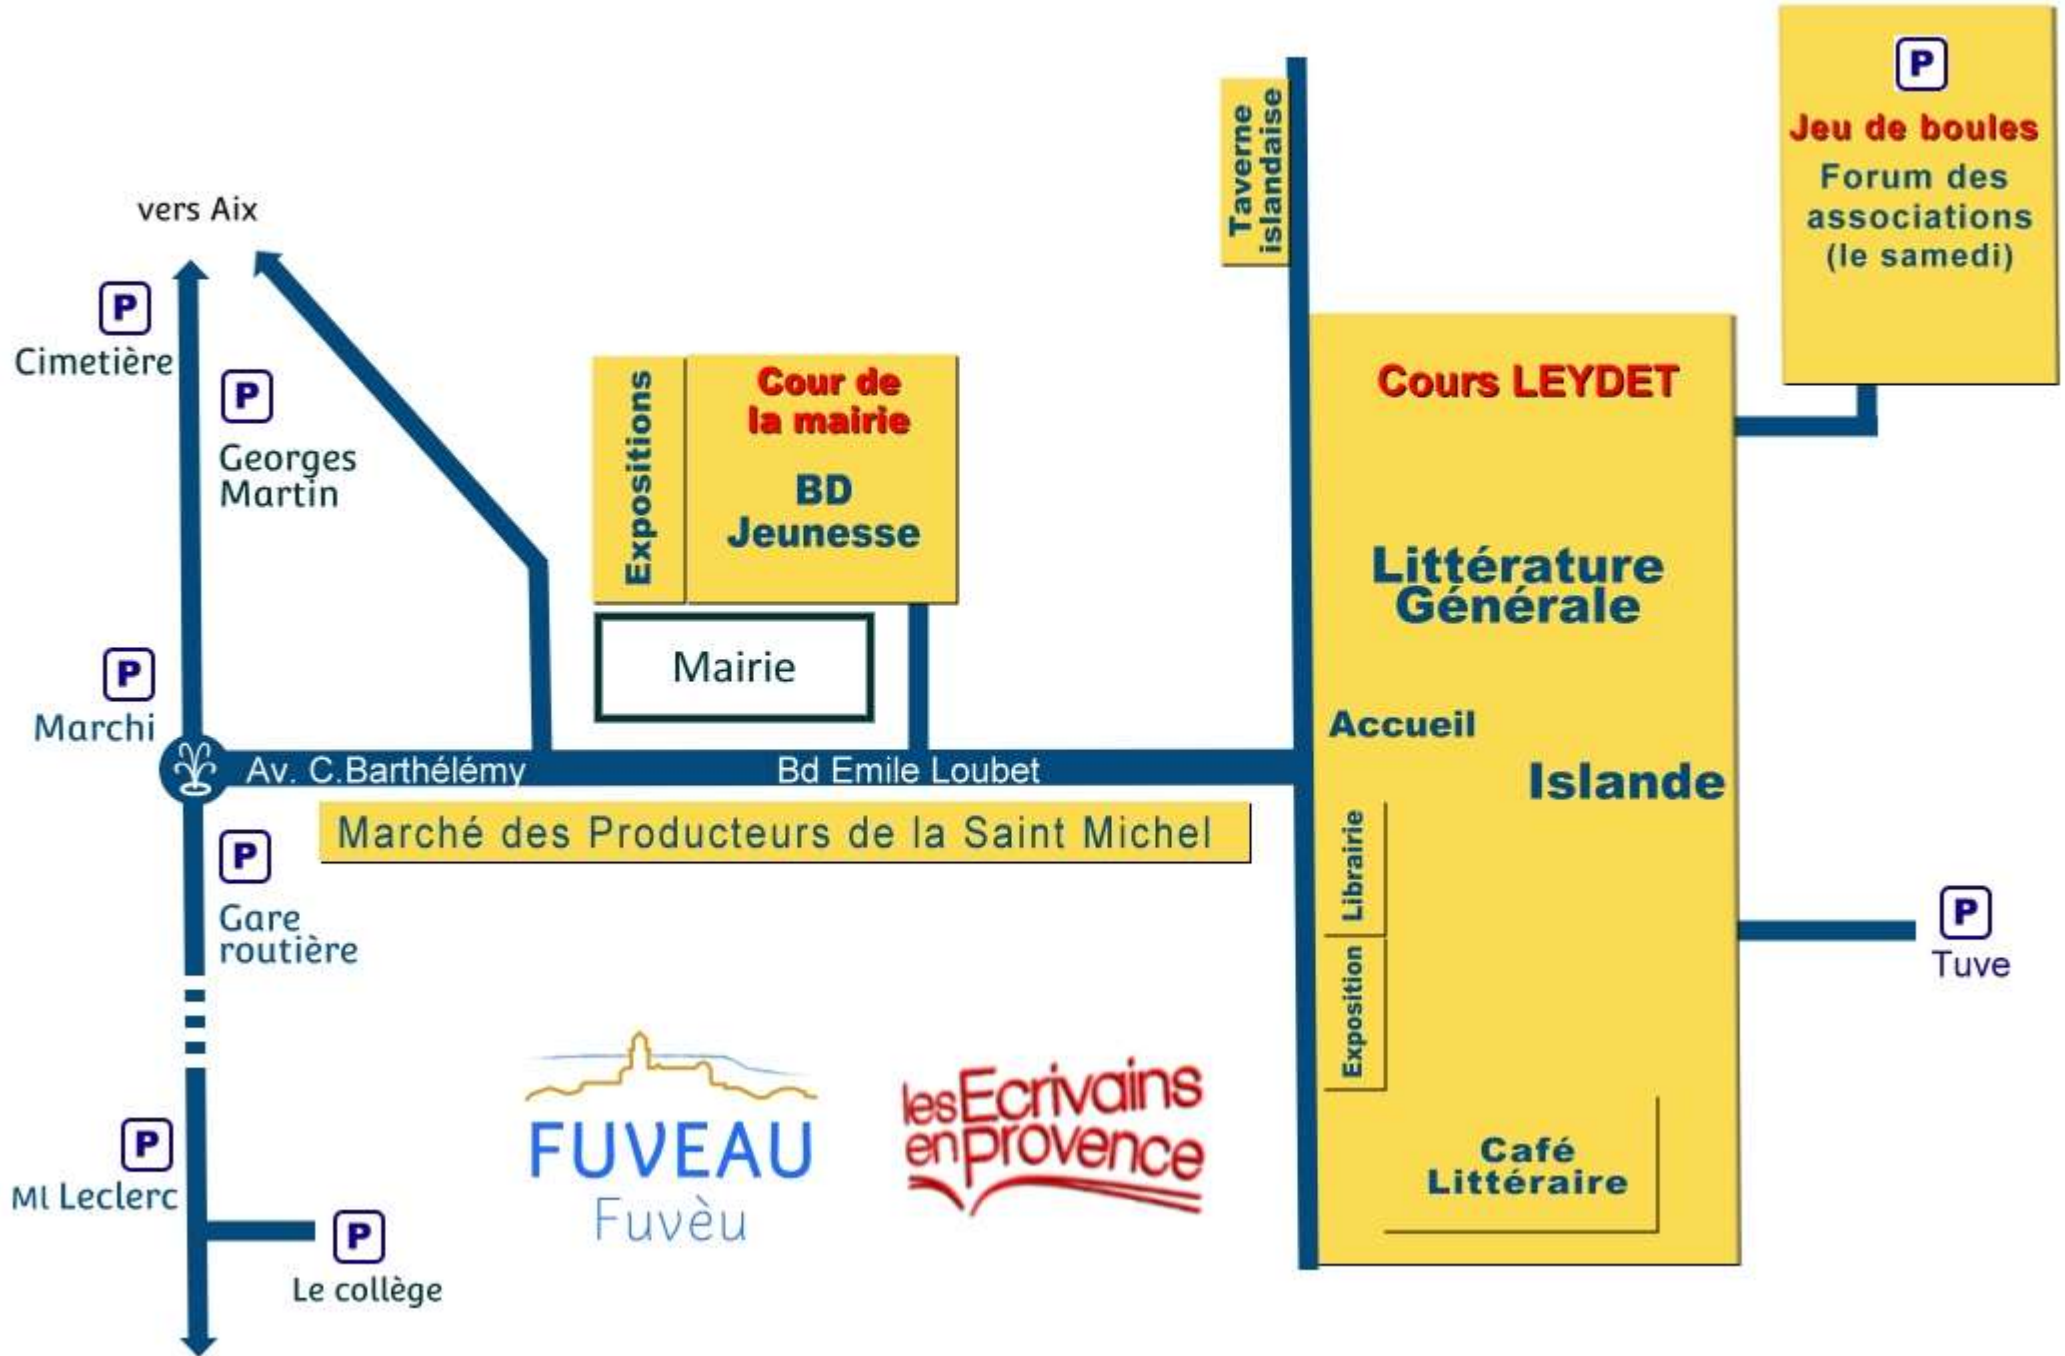 P
Jeu de boules
Forum des
associations
(le samedi)
Taverne
islandaise
vers Aix
P
Cimetière
P
Georges
Martin
Expositions
Cour de
la mairie
BD
Jeunesse
Mairie
Cours LEYDET
Littérature
Générale
Accueil
Islande
P
Marchi
Av. C.Barthélémy
Bd Emile Loubet
Marché des Producteurs de la Saint Michel
P
Gare
routière
Librairie
Exposition
P
Tuve
Café
Littéraire
FUVEAU
Fuvèu
les Ecrivains
en provence
P
Ml Leclerc
P
Le collège